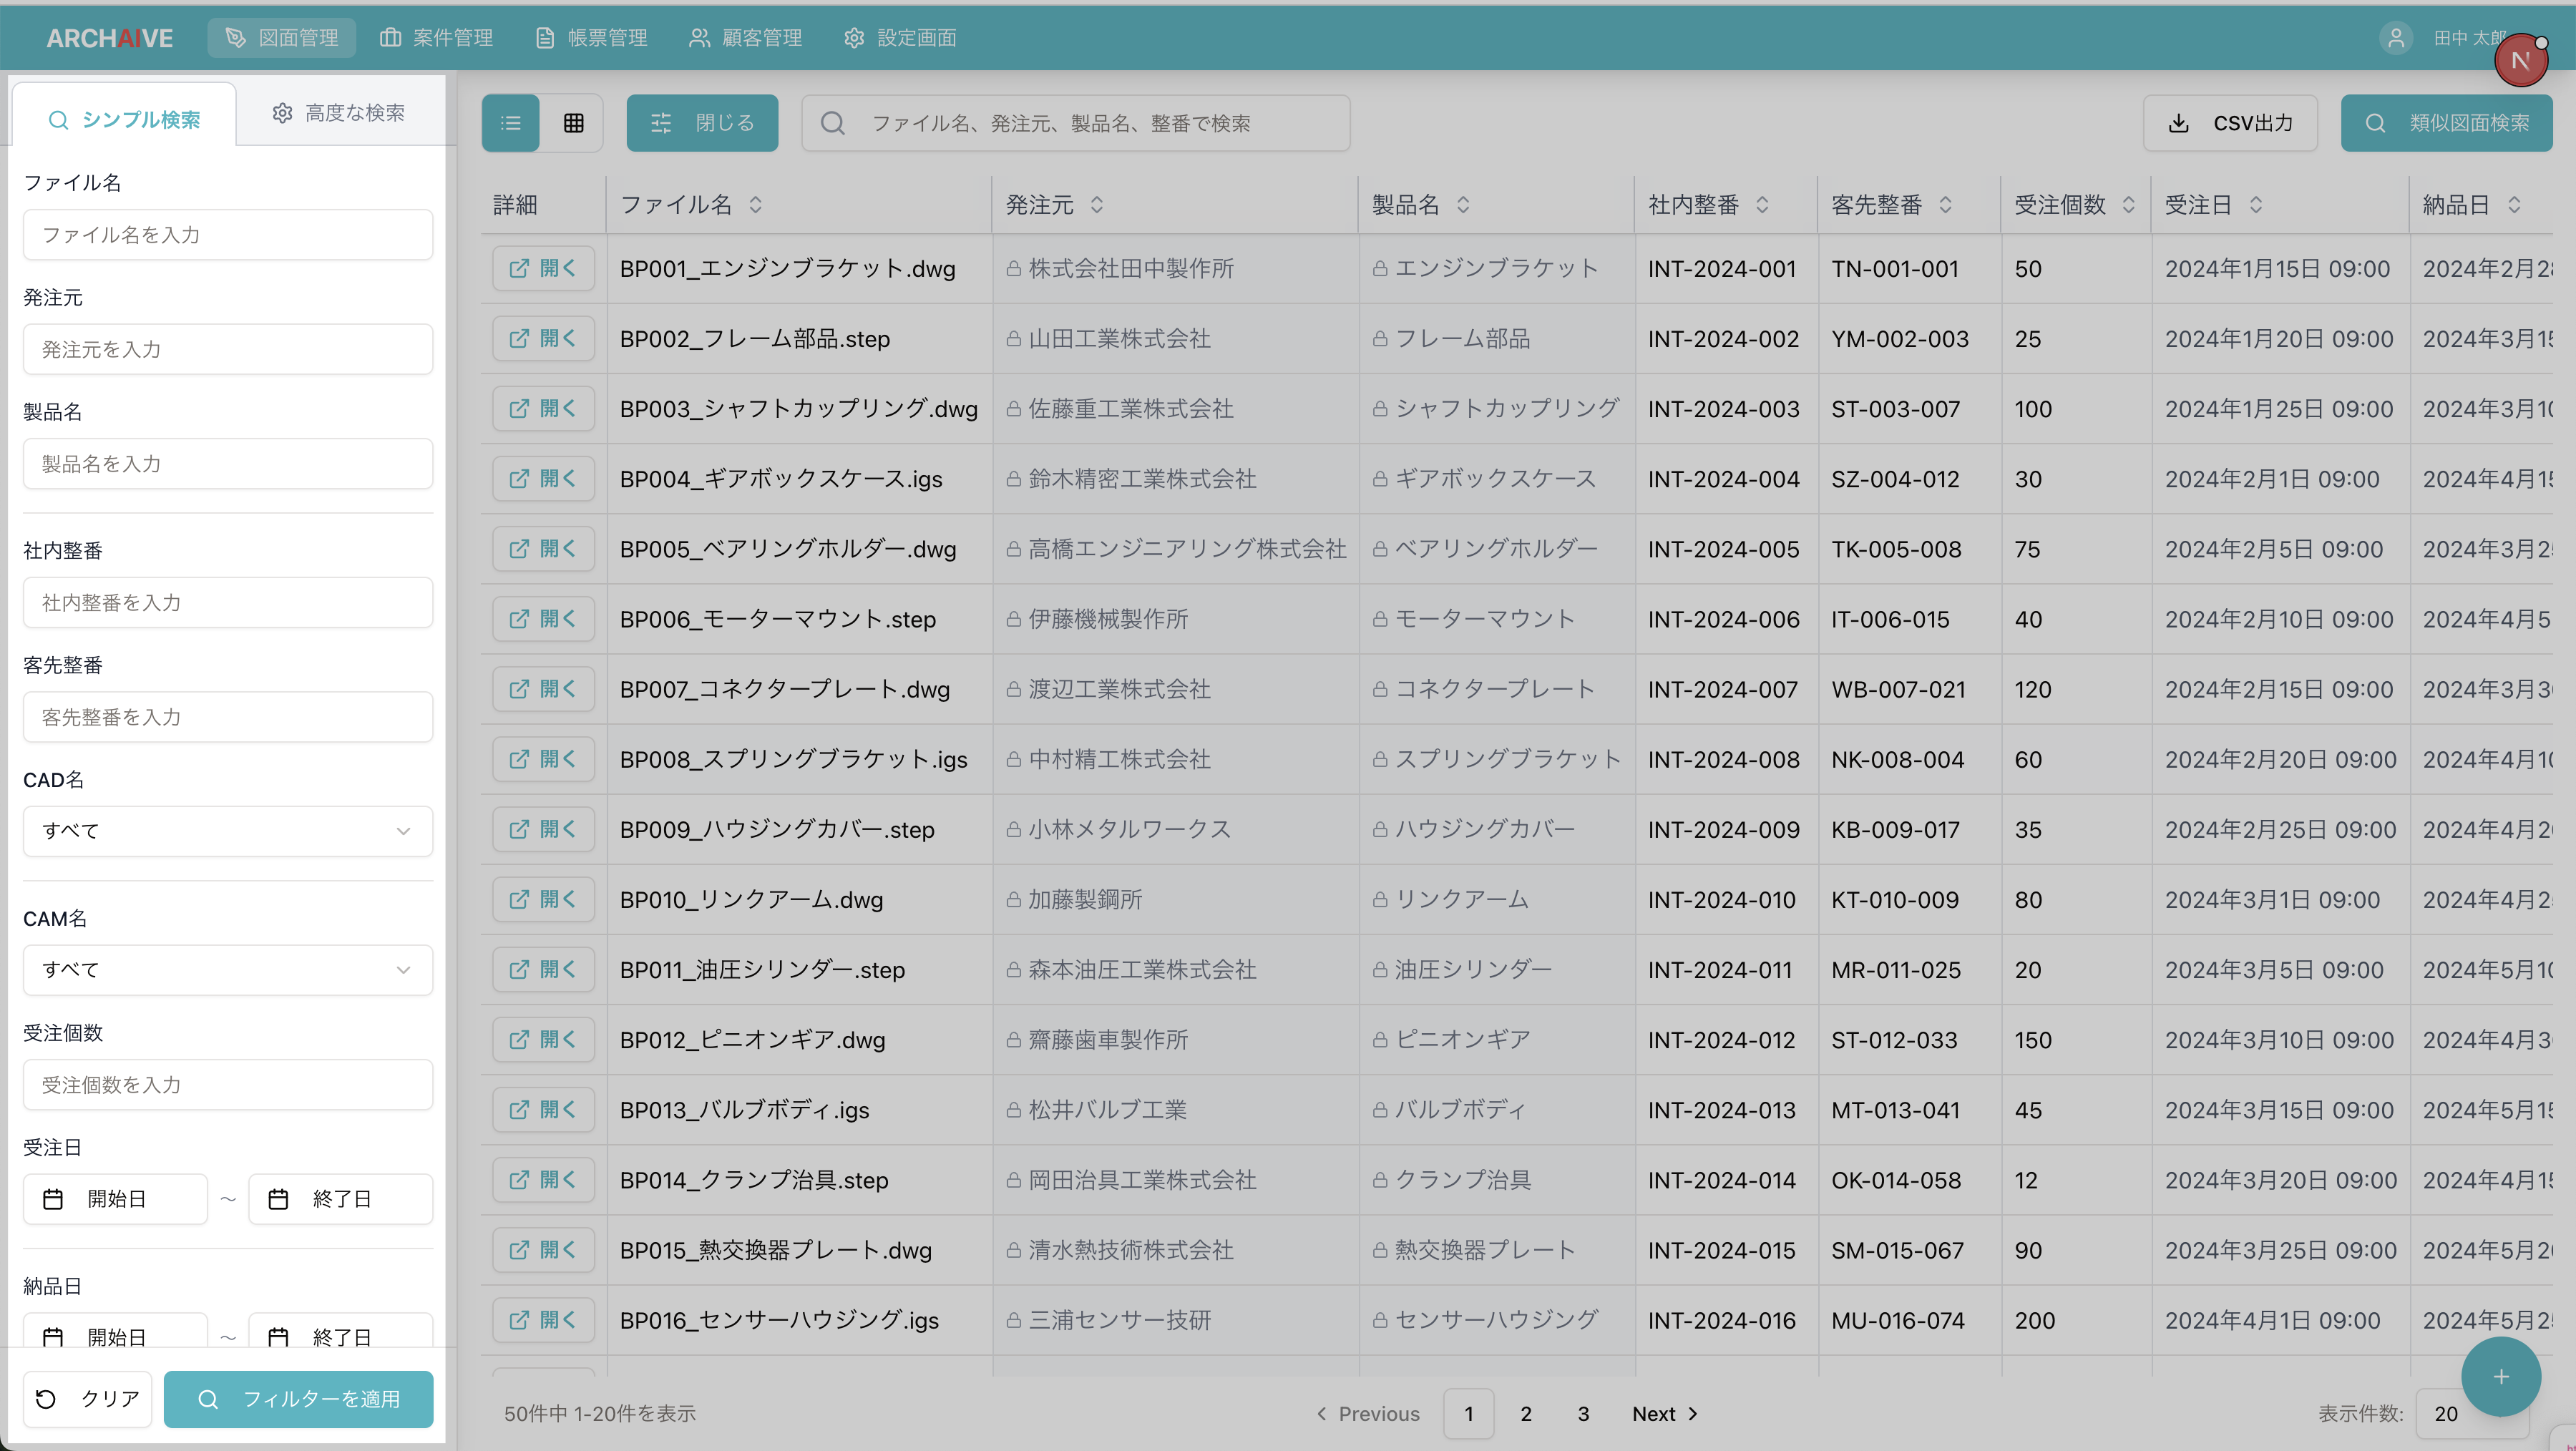 ARCHAIVE 図面管理 案件管理 帳票管理 顧客管理 設定画面 田中 太郎
シンプル検索 高度な検索
ファイル名
ファイル名を入力
発注元
発注元を入力
製品名
製品名を入力
社内整番
社内整番を入力
客先整番
客先整番を入力
CAD名
すべて
CAM名
すべて
受注個数
受注個数を入力
受注日
開始日 ～ 終了日
納品日
開始日 ～ 終了日
クリア フィルターを適用
閉じる ファイル名、発注元、製品名、整番で検索 CSV出力 類似図面検索
詳細 ファイル名 発注元 製品名 社内整番 客先整番 受注個数 受注日 納品日
開く BP001_エンジンブラケット.dwg 株式会社田中製作所 エンジンブラケット INT-2024-001 TN-001-001 50 2024年1月15日 09:00 2024年2月2
開く BP002_フレーム部品.step 山田工業株式会社 フレーム部品 INT-2024-002 YM-002-003 25 2024年1月20日 09:00 2024年3月1
開く BP003_シャフトカップリング.dwg 佐藤重工業株式会社 シャフトカップリング INT-2024-003 ST-003-007 100 2024年1月25日 09:00 2024年3月1
開く BP004_ギアボックスケース.igs 鈴木精密工業株式会社 ギアボックスケース INT-2024-004 SZ-004-012 30 2024年2月1日 09:00 2024年4月1
開く BP005_ベアリングホルダー.dwg 高橋エンジニアリング株式会社 ベアリングホルダー INT-2024-005 TK-005-008 75 2024年2月5日 09:00 2024年3月2
開く BP006_モーターマウント.step 伊藤機械製作所 モーターマウント INT-2024-006 IT-006-015 40 2024年2月10日 09:00 2024年4月5
開く BP007_コネクタープレート.dwg 渡辺工業株式会社 コネクタープレート INT-2024-007 WB-007-021 120 2024年2月15日 09:00 2024年3月3
開く BP008_スプリングブラケット.igs 中村精工株式会社 スプリングブラケット INT-2024-008 NK-008-004 60 2024年2月20日 09:00 2024年4月1
開く BP009_ハウジングカバー.step 小林メタルワークス ハウジングカバー INT-2024-009 KB-009-017 35 2024年2月25日 09:00 2024年4月2
開く BP010_リンクアーム.dwg 加藤製鋼所 リンクアーム INT-2024-010 KT-010-009 80 2024年3月1日 09:00 2024年4月2
開く BP011_油圧シリンダー.step 森本油圧工業株式会社 油圧シリンダー INT-2024-011 MR-011-025 20 2024年3月5日 09:00 2024年5月1
開く BP012_ピニオンギア.dwg 齋藤歯車製作所 ピニオンギア INT-2024-012 ST-012-033 150 2024年3月10日 09:00 2024年4月3
開く BP013_バルブボディ.igs 松井バルブ工業 バルブボディ INT-2024-013 MT-013-041 45 2024年3月15日 09:00 2024年5月1
開く BP014_クランプ治具.step 岡田治具工業株式会社 クランプ治具 INT-2024-014 OK-014-058 12 2024年3月20日 09:00 2024年4月1
開く BP015_熱交換器プレート.dwg 清水熱技術株式会社 熱交換器プレート INT-2024-015 SM-015-067 90 2024年3月25日 09:00 2024年5月2
開く BP016_センサーハウジング.igs 三浦センサー技研 センサーハウジング INT-2024-016 MU-016-074 200 2024年4月1日 09:00 2024年5月2
50件中 1-20件を表示 Previous 1 2 3 Next 表示件数: 20